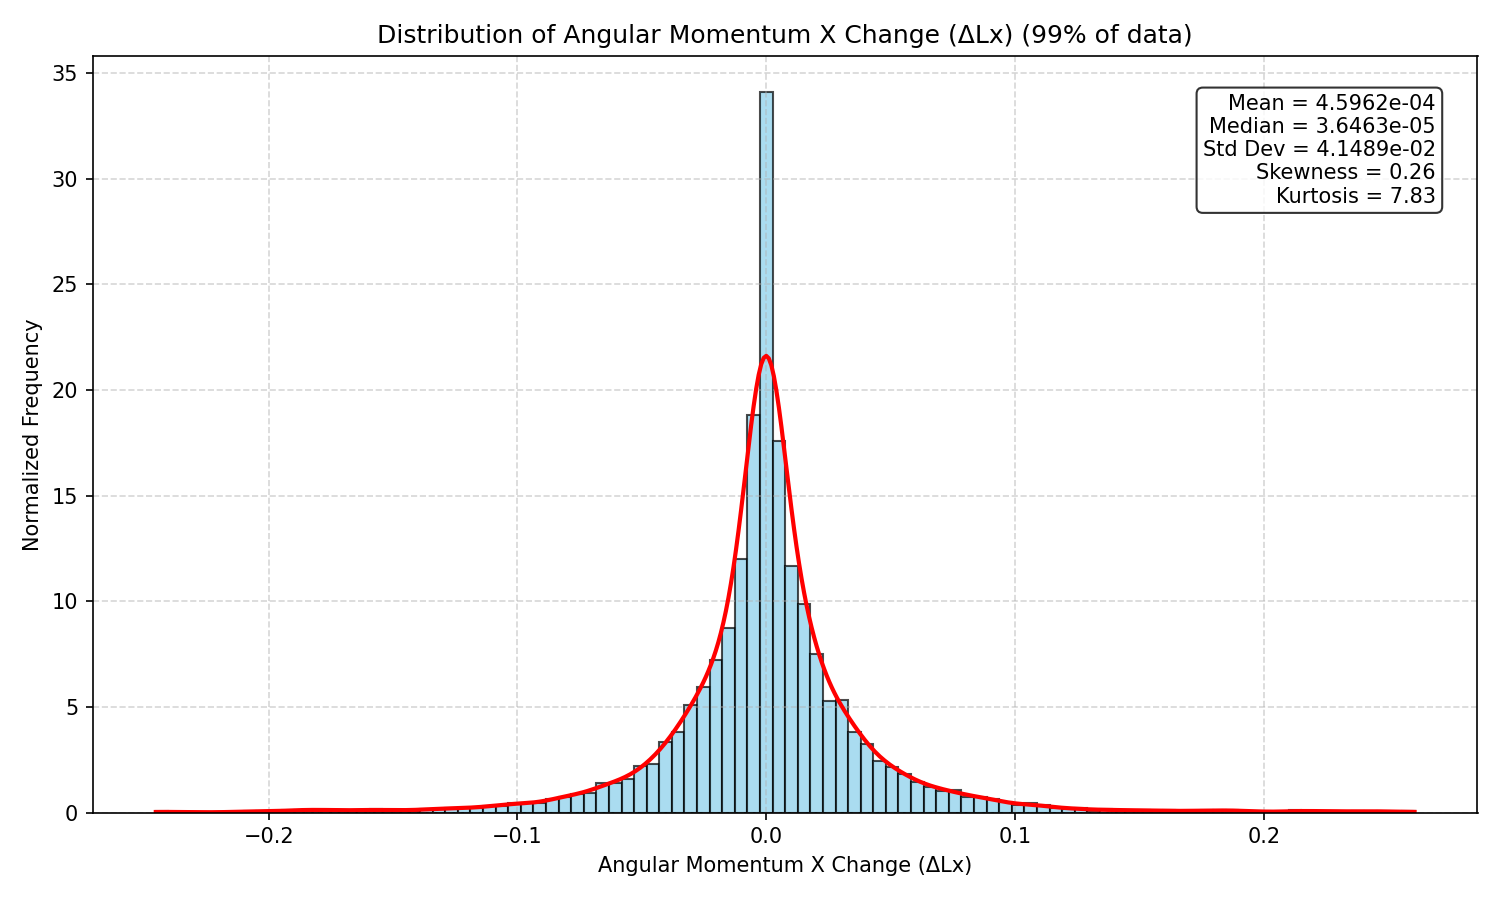 Distribution of Angular Momentum X Change (ΔLx) (99% of data)
Mean = 4.5962e-04
Median = 3.6463e-05
Std Dev = 4.1489e-02
Skewness = 0.26
Kurtosis = 7.83
Normalized Frequency
35
30
25
20
15
10
5
0
−0.2 −0.1 0.0 0.1 0.2
Angular Momentum X Change (ΔLx)